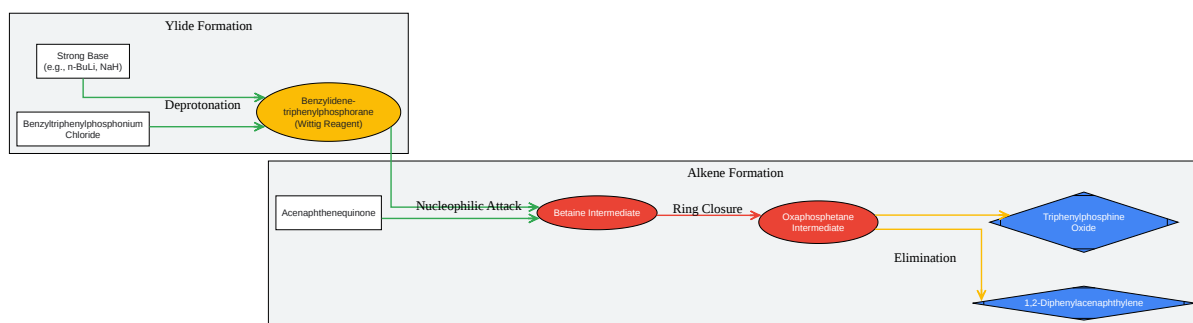 Ylide Formation
Strong Base
(e.g., n-BuLi, NaH)
Deprotonation
Benzyltriphenylphosphonium
Chloride
Benzylidene-
triphenylphosphorane
(Wittig Reagent)
Alkene Formation
Acenaphthenequinone
Nucleophilic Attack
Betaine Intermediate
Ring Closure
Oxaphosphetane
Intermediate
Triphenylphosphine
Oxide
Elimination
1,2-Diphenylacenaphthylene